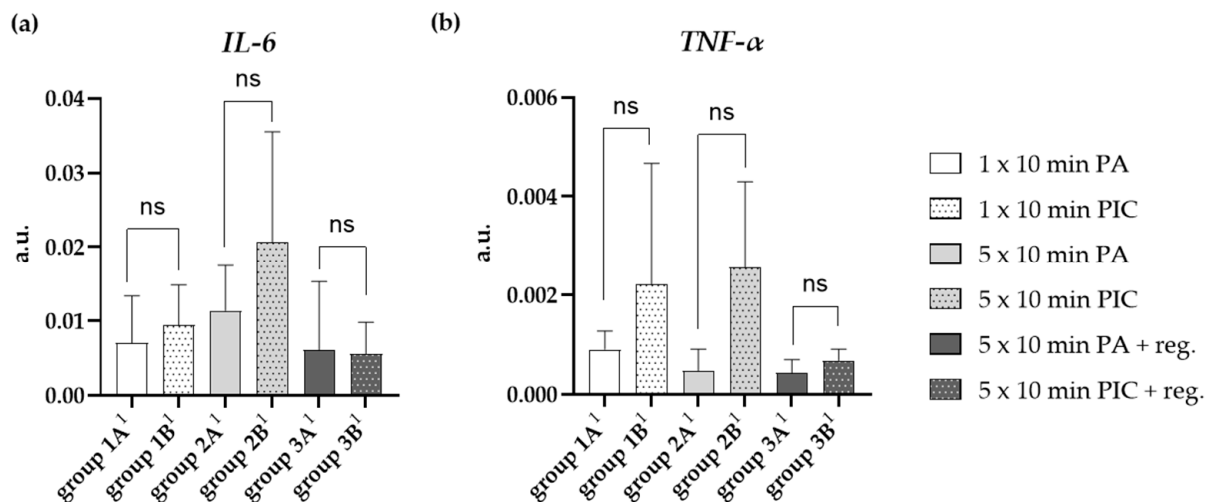 (a)
IL-6
a.u.
0.04
0.03
0.02
0.01
0.00
ns
ns
ns
group 1A¹
group 1B¹
group 2A¹
group 2B¹
group 3A¹
group 3B¹
(b)
TNF-α
a.u.
0.006
0.004
0.002
0.000
ns
ns
ns
group 1A¹
group 1B¹
group 2A¹
group 2B¹
group 3A¹
group 3B¹
1 x 10 min PA
1 x 10 min PIC
5 x 10 min PA
5 x 10 min PIC
5 x 10 min PA + reg.
5 x 10 min PIC + reg.